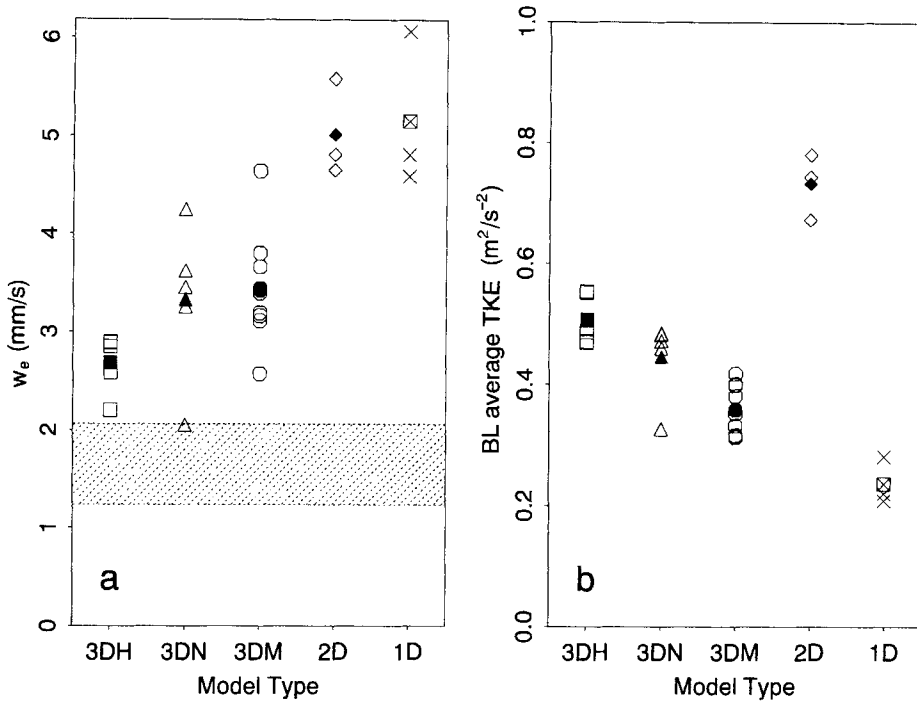 6
5
4
3
2
1
0
w_e (mm/s)
a
3DH 3DN 3DM 2D 1D
Model Type
1.0
0.8
0.6
0.4
0.2
0.0
BL average TKE (m²/s⁻²)
b
3DH 3DN 3DM 2D 1D
Model Type